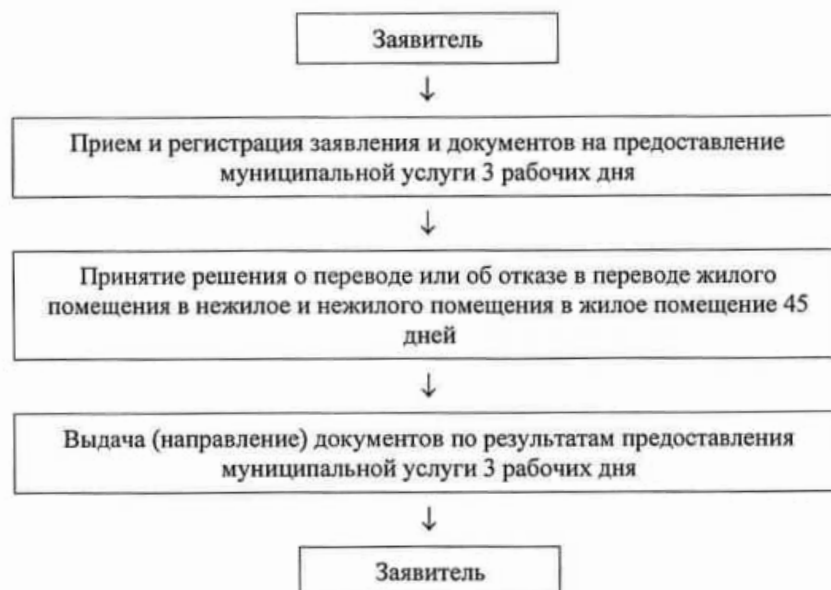 Заявитель
↓
Прием и регистрация заявления и документов на предоставление
муниципальной услуги 3 рабочих дня
↓
Принятие решения о переводе или об отказе в переводе жилого
помещения в нежилое и нежилого помещения в жилое помещение 45
дней
↓
Выдача (направление) документов по результатам предоставления
муниципальной услуги 3 рабочих дня
↓
Заявитель